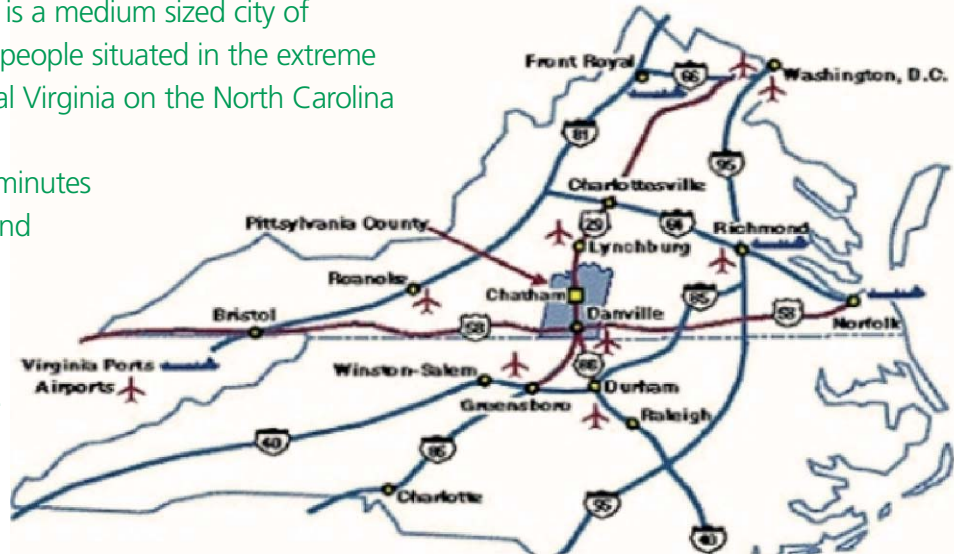 is a medium sized city of
people situated in the extreme
al Virginia on the North Carolina
minutes
nd
Front Royal
66
Washington, D.C.
81
95
Charlottesville
29
64
Pittsylvania County
Lynchburg
Richmond
Roanoke
Chatham
85
Bristol
58
Danville
58
Norfolk
Virginia Ports
Airports
Winston-Salem
86
Durham
Greensboro
Raleigh
40
85
Charlotte
95
40